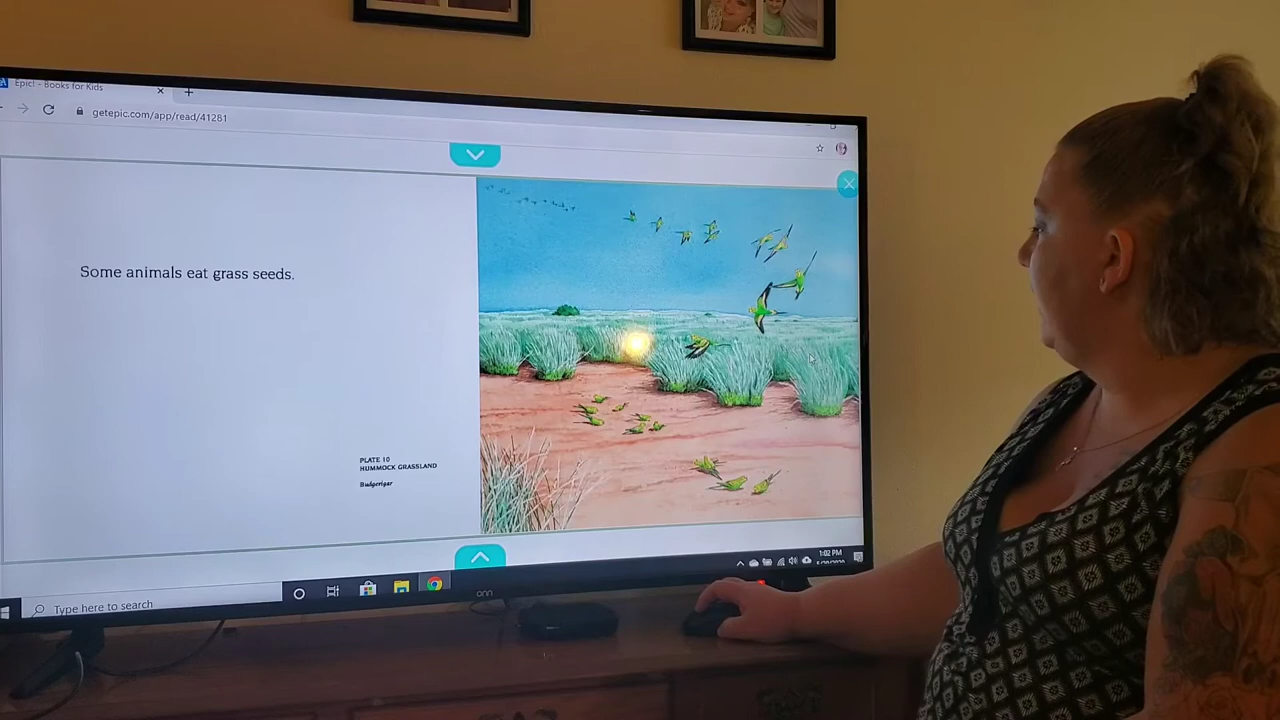 Epic! - Books for Kids
getepic.com/app/read/41281
Some animals eat grass seeds.
PLATE 10
HUMMOCK GRASSLAND
Budgerigar
1:02 PM
Type here to search
onn